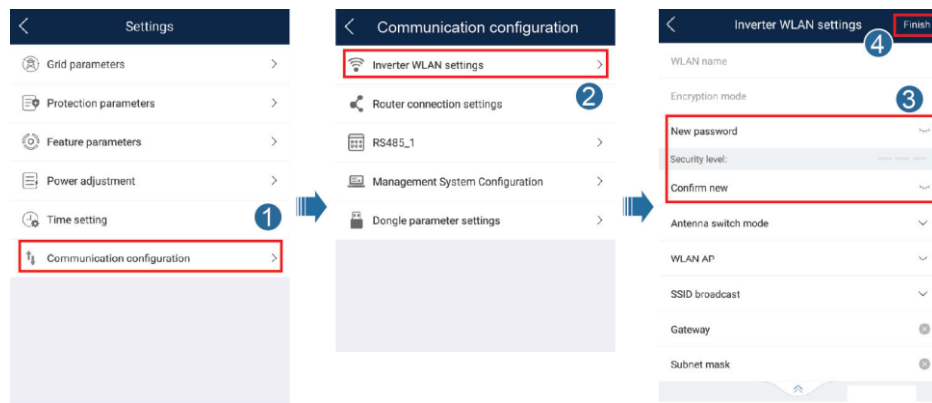 Settings
Grid parameters
Protection parameters
Feature parameters
Power adjustment
Time setting
1
Communication configuration
Communication configuration
Inverter WLAN settings
2
Router connection settings
RS485_1
Management System Configuration
Dongle parameter settings
Inverter WLAN settings
Finish
4
WLAN name
Encryption mode
3
New password
Security level:
Confirm new
Antenna switch mode
WLAN AP
SSID broadcast
Gateway
Subnet mask